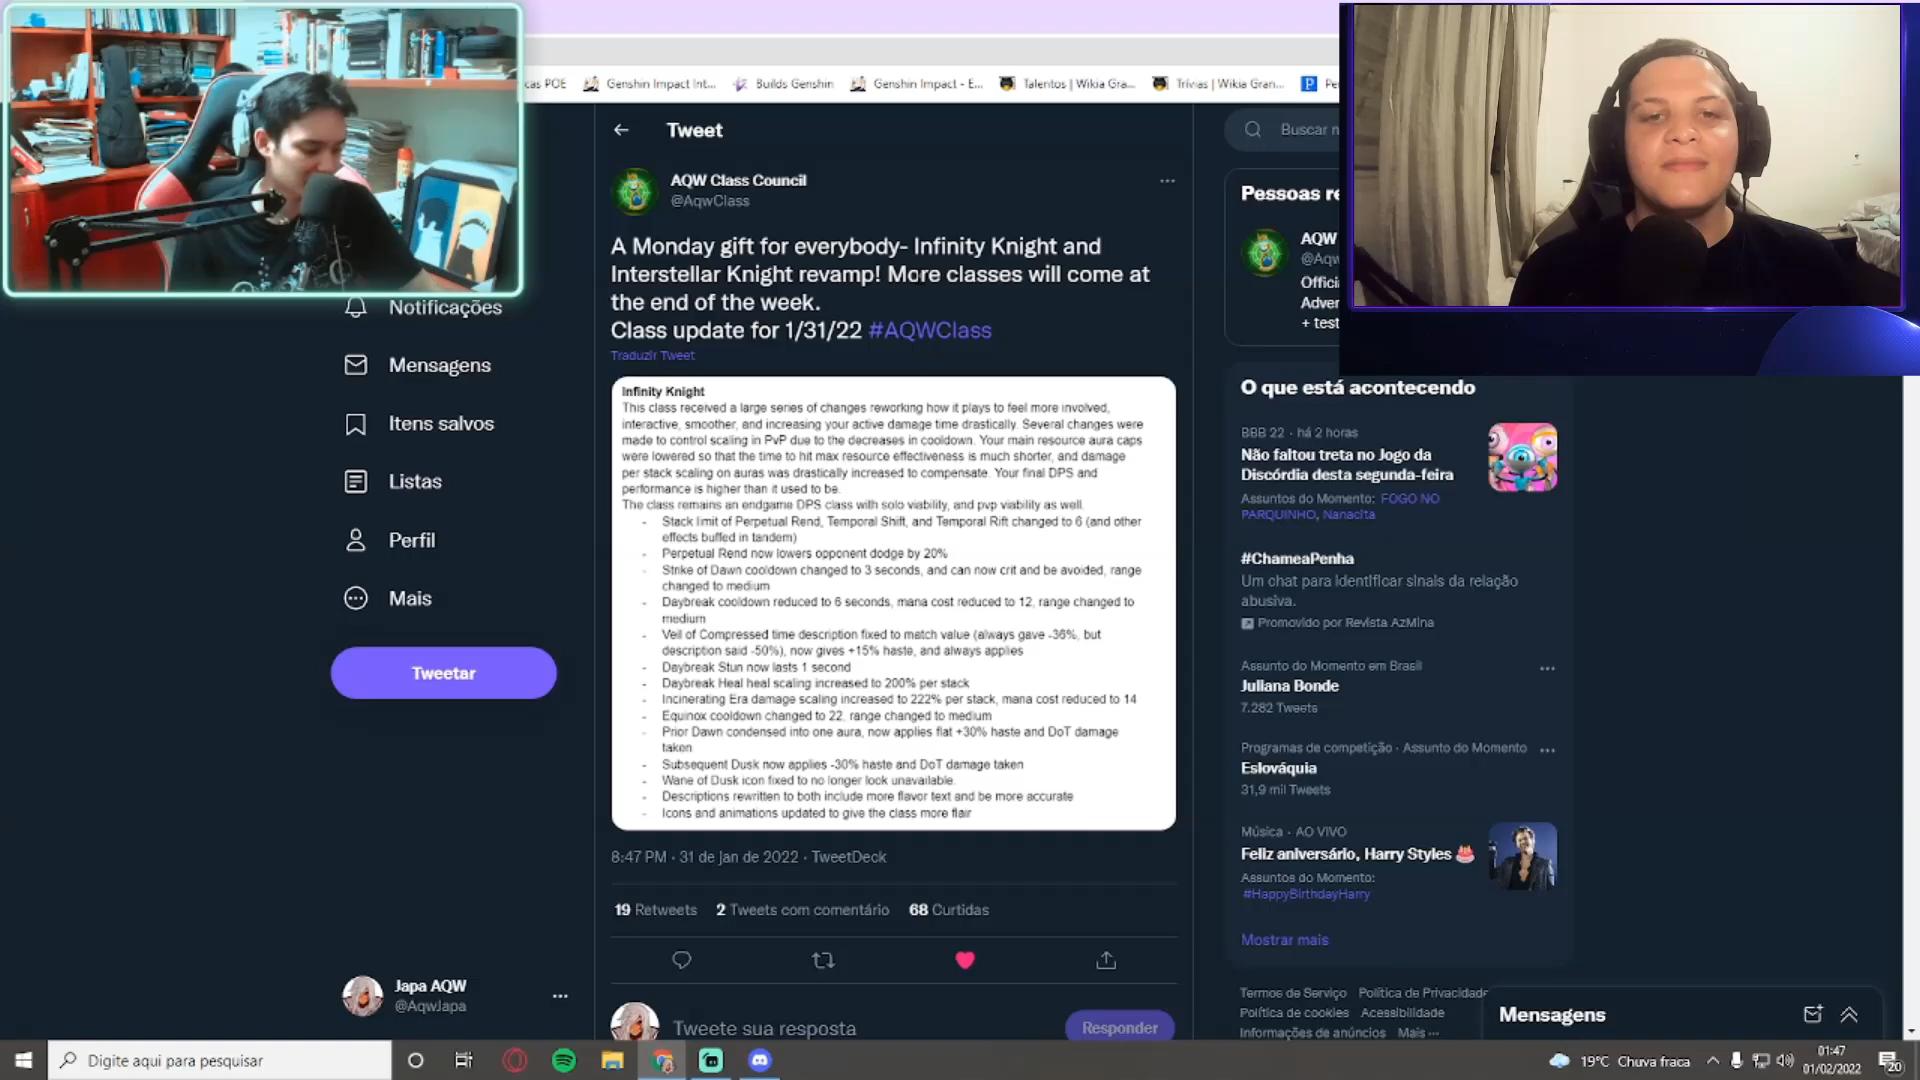 cas POE
Genshin Impact Int...
Builds Genshin
Genshin Impact - E...
Talentos | Wikia Gra...
Trívias | Wikia Gran...
Tweet
Buscar n
AQW Class Council
@AqwClass
A Monday gift for everybody- Infinity Knight and
Interstellar Knight revamp! More classes will come at
the end of the week.
Class update for 1/31/22 #AQWClass
Traduzir Tweet
Infinity Knight
This class received a large series of changes reworking how it plays to feel more involved,
interactive, smoother, and increasing your active damage time drastically. Several changes were
made to control scaling in PvP due to the decreases in cooldown. Your main resource aura caps
were lowered so that the time to hit max resource effectiveness is much shorter, and damage
per stack scaling on auras was drastically increased to compensate. Your final DPS and
performance is higher than it used to be.
The class remains an endgame DPS class with solo viability, and pvp viability as well.
- Stack limit of Perpetual Rend, Temporal Shift, and Temporal Rift changed to 6 (and other
effects buffed in tandem)
- Perpetual Rend now lowers opponent dodge by 20%
- Strike of Dawn cooldown changed to 3 seconds, and can now crit and be avoided, range
changed to medium
- Daybreak cooldown reduced to 6 seconds, mana cost reduced to 12, range changed to
medium
- Veil of Compressed time description fixed to match value (always gave -36%, but
description said -50%), now gives +15% haste, and always applies
- Daybreak Stun now lasts 1 second
- Daybreak Heal heal scaling increased to 200% per stack
- Incinerating Era damage scaling increased to 222% per stack, mana cost reduced to 14
- Equinox cooldown changed to 22, range changed to medium
- Prior Dawn condensed into one aura, now applies flat +30% haste and DoT damage
taken
- Subsequent Dusk now applies -30% haste and DoT damage taken
- Wane of Dusk icon fixed to no longer look unavailable.
- Descriptions rewritten to both include more flavor text and be more accurate
- Icons and animations updated to give the class more flair
8:47 PM · 31 de jan de 2022 · TweetDeck
19 Retweets 2 Tweets com comentário 68 Curtidas
Tweete sua resposta
Responder
Notificações
Mensagens
Itens salvos
Listas
Perfil
Mais
Tweetar
Japa AQW
@AqwJapa
Pessoas re
AQW
@Aqw
Offici
Adver
+ test
O que está acontecendo
BBB 22 · há 2 horas
Não faltou treta no Jogo da
Discórdia desta segunda-feira
Assuntos do Momento: FOGO NO
PARQUINHO, Nanacita
#ChameaPenha
Um chat para identificar sinais da relação
abusiva.
Promovido por Revista AzMina
Assunto do Momento em Brasil
Juliana Bonde
7.282 Tweets
Programas de competição · Assunto do Momento
Eslováquia
31,9 mil Tweets
Música · AO VIVO
Feliz aniversário, Harry Styles
Assuntos do Momento:
#HappyBirthdayHarry
Mostrar mais
Termos de Serviço Política de Privacidade
Política de cookies Acessibilidade
Informações de anúncios Mais ···
Mensagens
Digite aqui para pesquisar
19°C Chuva fraca
01:47
01/02/2022
20